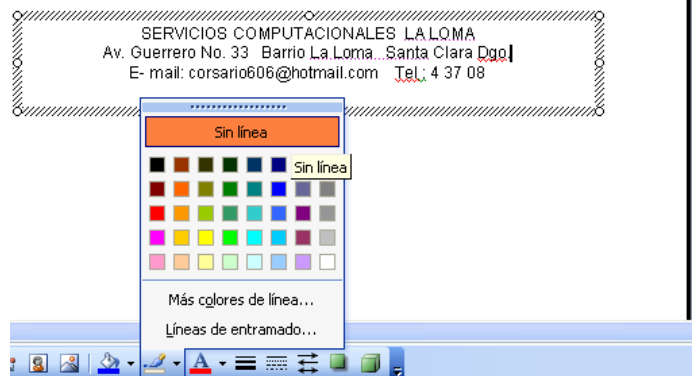 SERVICIOS COMPUTACIONALES LA LOMA
Av. Guerrero No. 33 Barrio La Loma Santa Clara Dgo.
E- mail: corsario606@hotmail.com Tel.: 4 37 08
Sin línea
Sin línea
Más colores de línea...
Líneas de entramado...
A